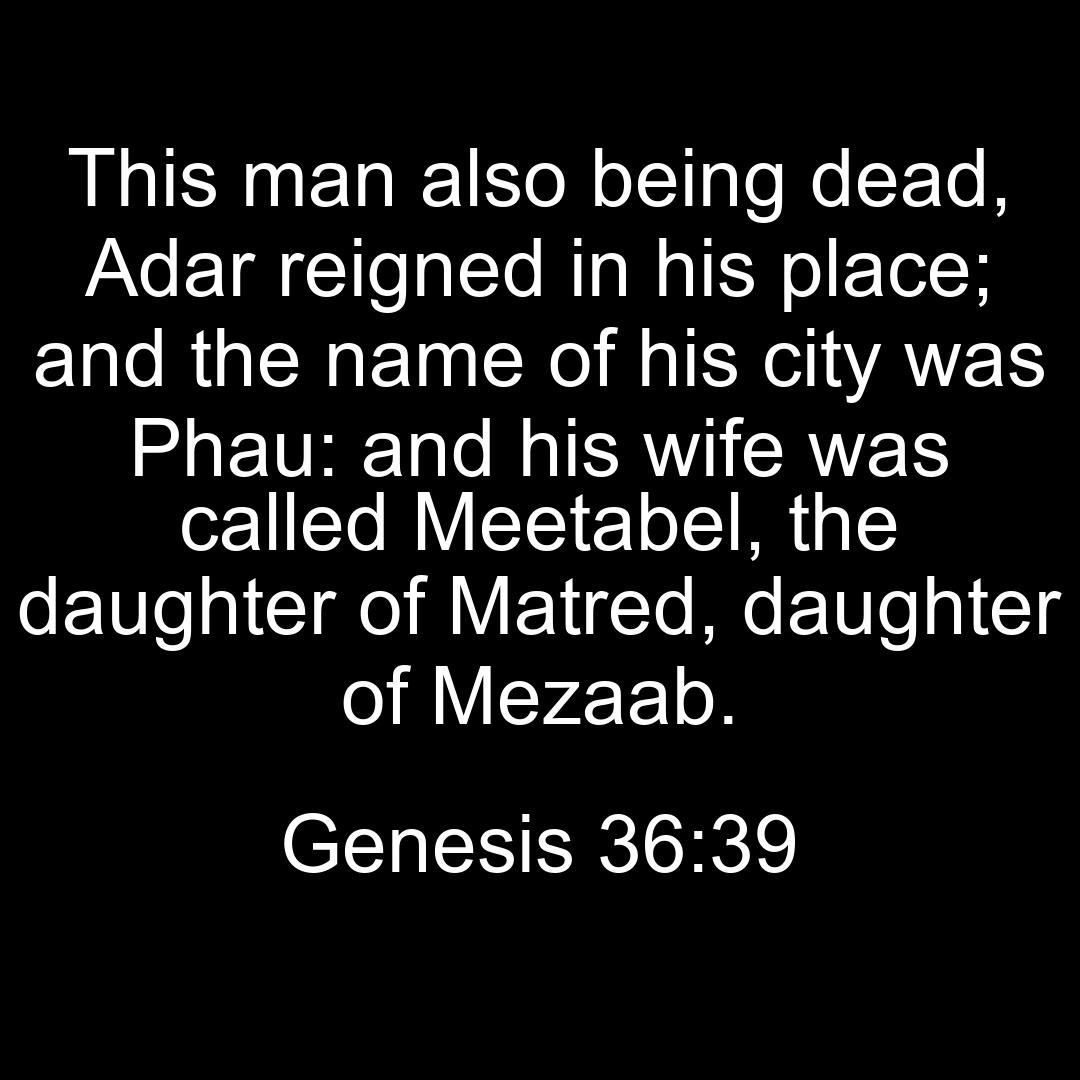 This man also being dead,
Adar reigned in his place;
and the name of his city was
Phau: and his wife was
called Meetabel, the
daughter of Matred, daughter
of Mezaab.
Genesis 36:39